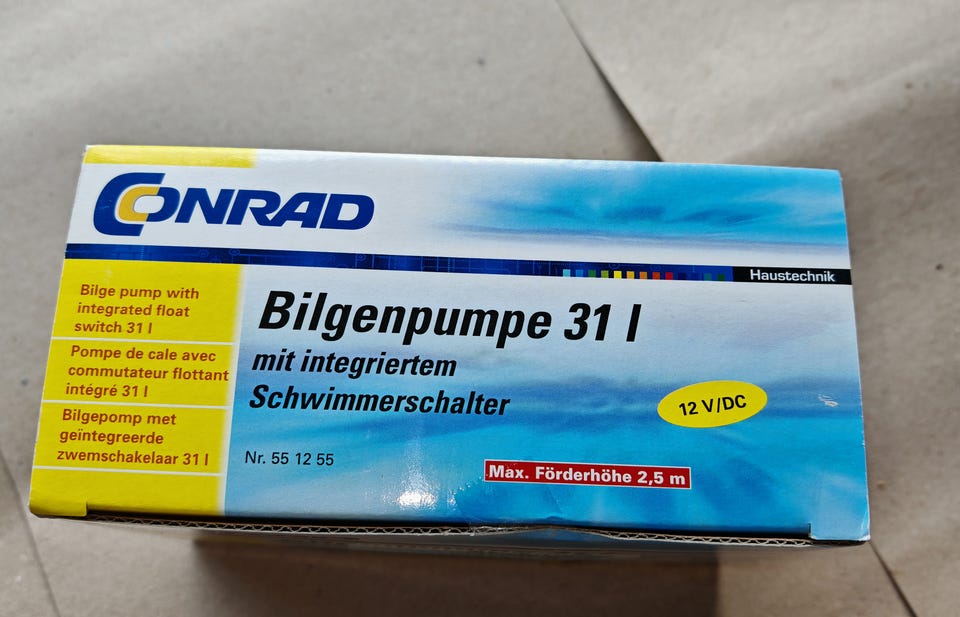 CONRAD
Haustechnik
Bilge pump with
integrated float
switch 31 l
Pompe de cale avec
commutateur flottant
intégré 31 l
Bilgepomp met
geïntegreerde
zwemschakelaar 31 l
Bilgenpumpe 31 l
mit integriertem
Schwimmerschalter
12 V/DC
Nr. 55 12 55
Max. Förderhöhe 2,5 m